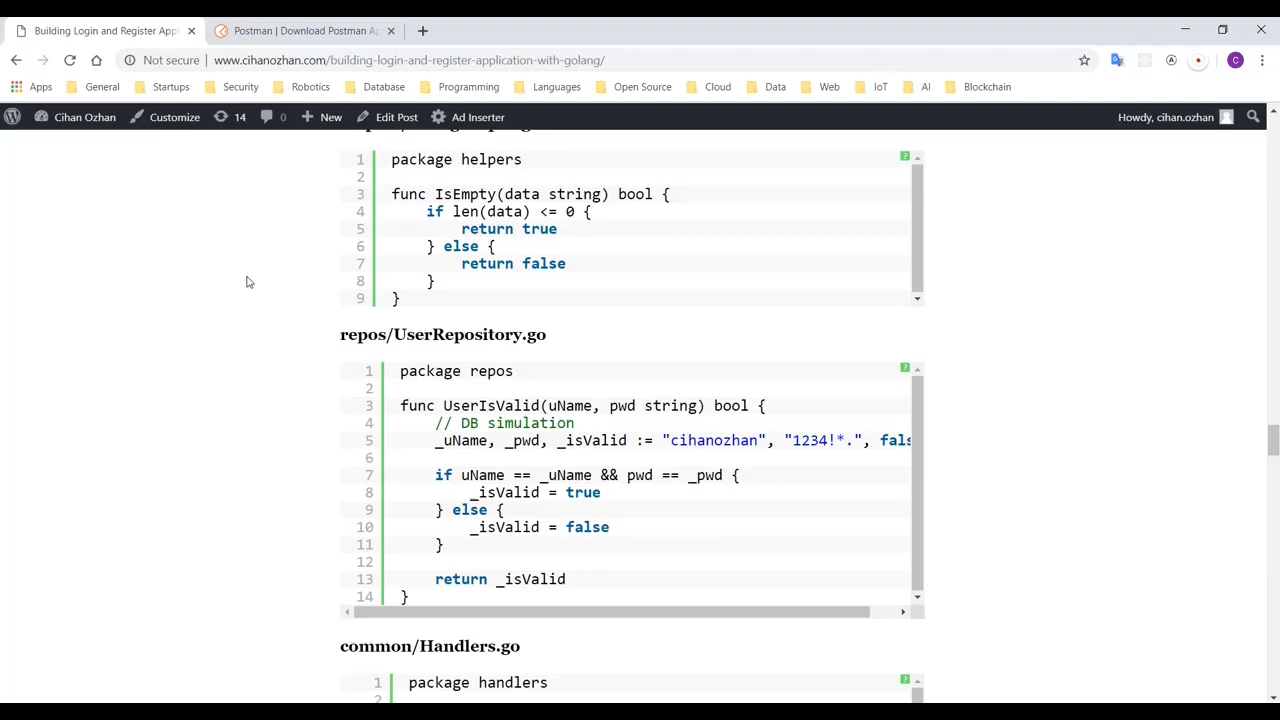 Building Login and Register Appl
Postman | Download Postman Ap
Not secure www.cihanozhan.com/building-login-and-register-application-with-golang/
Apps General Startups Security Robotics Database Programming Languages Open Source Cloud Data Web IoT AI Blockchain
Cihan Ozhan Customize 14 0 New Edit Post Ad Inserter Howdy, cihan.ozhan
1 package helpers
2
3 func IsEmpty(data string) bool {
4 if len(data) <= 0 {
5 return true
6 } else {
7 return false
8 }
9 }
repos/UserRepository.go
1 package repos
2
3 func UserIsValid(uName, pwd string) bool {
4 // DB simulation
5 _uName, _pwd, _isValid := "cihanozhan", "1234!*.", fals
6
7 if uName == _uName && pwd == _pwd {
8 _isValid = true
9 } else {
10 _isValid = false
11 }
12
13 return _isValid
14 }
common/Handlers.go
1 package handlers
2